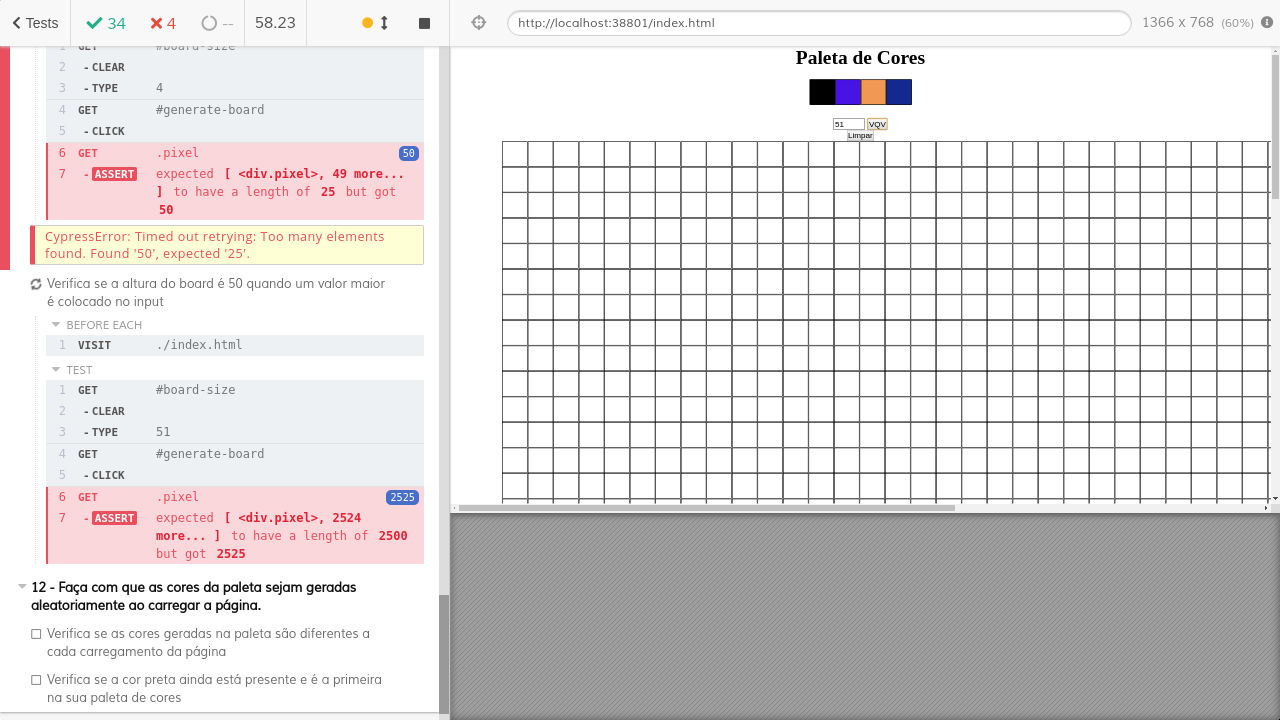 Tests
34
4
--
58.23
http://localhost:38801/index.html
1366 x 768 (60%)
1 GET #board-size
2 -CLEAR
3 -TYPE 4
4 GET #generate-board
5 -CLICK
6 GET .pixel 50
7 -ASSERT expected [ <div.pixel>, 49 more...
] to have a length of 25 but got
50
CypressError: Timed out retrying: Too many elements
found. Found '50', expected '25'.
Verifica se a altura do board é 50 quando um valor maior
é colocado no input
BEFORE EACH
1 VISIT ./index.html
TEST
1 GET #board-size
2 -CLEAR
3 -TYPE 51
4 GET #generate-board
5 -CLICK
6 GET .pixel 2525
7 -ASSERT expected [ <div.pixel>, 2524
more... ] to have a length of 2500
but got 2525
12 - Faça com que as cores da paleta sejam geradas
aleatoriamente ao carregar a página.
Verifica se as cores geradas na paleta são diferentes a
cada carregamento da página
Verifica se a cor preta ainda está presente e é a primeira
na sua paleta de cores
Paleta de Cores
51 VQV
Limpar